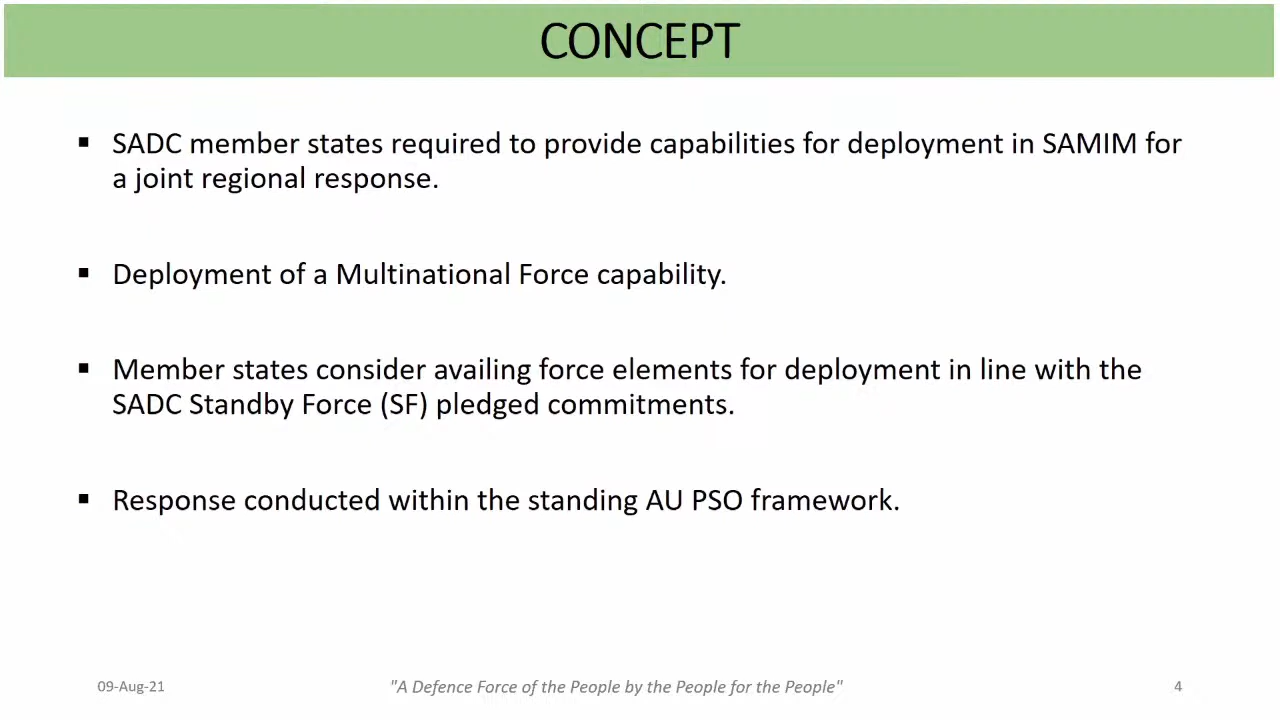 CONCEPT
▪ SADC member states required to provide capabilities for deployment in SAMIM for
a joint regional response.
▪ Deployment of a Multinational Force capability.
▪ Member states consider availing force elements for deployment in line with the
SADC Standby Force (SF) pledged commitments.
▪ Response conducted within the standing AU PSO framework.
09-Aug-21
"A Defence Force of the People by the People for the People"
4